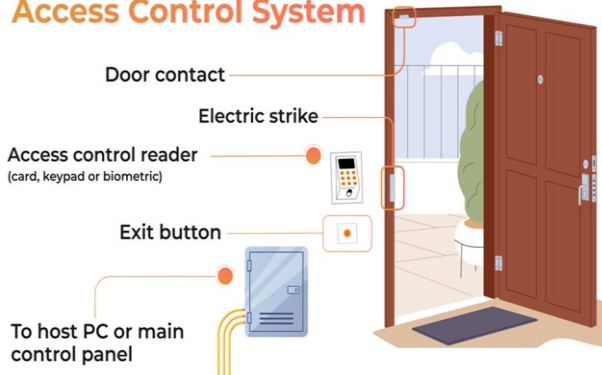 Access Control System
Door contact
Electric strike
Access control reader
(card, keypad or biometric)
Exit button
To host PC or main
control panel